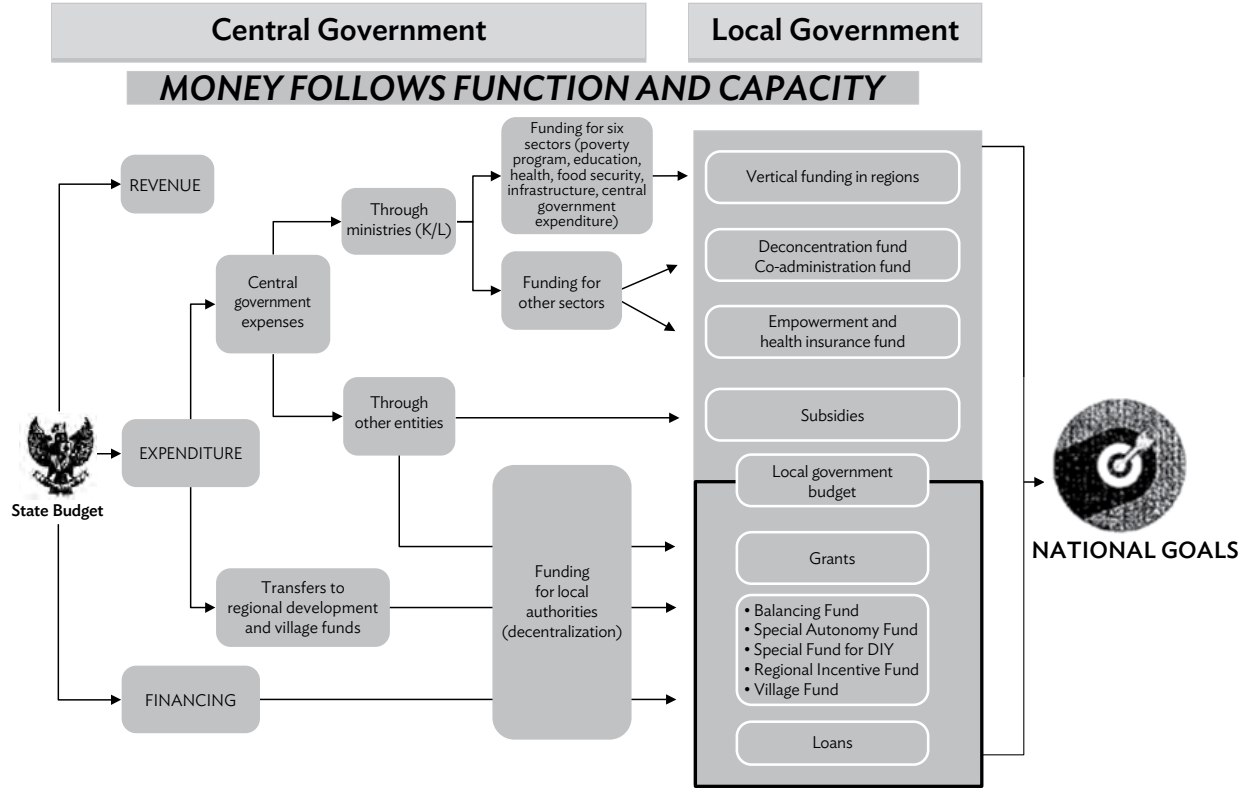 Central Government
Local Government
MONEY FOLLOWS FUNCTION AND CAPACITY
REVENUE
EXPENDITURE
State Budget
FINANCING
Central
government
expenses
Transfers to
regional development
and village funds
Through
ministries (K/L)
Through
other entities
Funding for six
sectors (poverty
program, education,
health, food security,
infrastructure, central
government
expenditure)
Funding for
other sectors
Funding
for local
authorities
(decentralization)
Vertical funding in regions
Deconcentration fund
Co-administration fund
Empowerment and
health insurance fund
Subsidies
Local government
budget
Grants
• Balancing Fund
• Special Autonomy Fund
• Special Fund for DIY
• Regional Incentive Fund
• Village Fund
Loans
NATIONAL GOALS